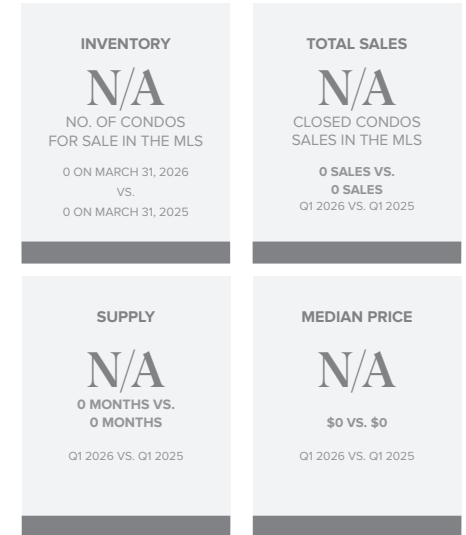 INVENTORY
N/A
NO. OF CONDOS
FOR SALE IN THE MLS
0 ON MARCH 31, 2026
VS.
0 ON MARCH 31, 2025
TOTAL SALES
N/A
CLOSED CONDOS
SALES IN THE MLS
0 SALES VS.
0 SALES
Q1 2026 VS. Q1 2025
SUPPLY
N/A
0 MONTHS VS.
0 MONTHS
Q1 2026 VS. Q1 2025
MEDIAN PRICE
N/A
$0 VS. $0
Q1 2026 VS. Q1 2025